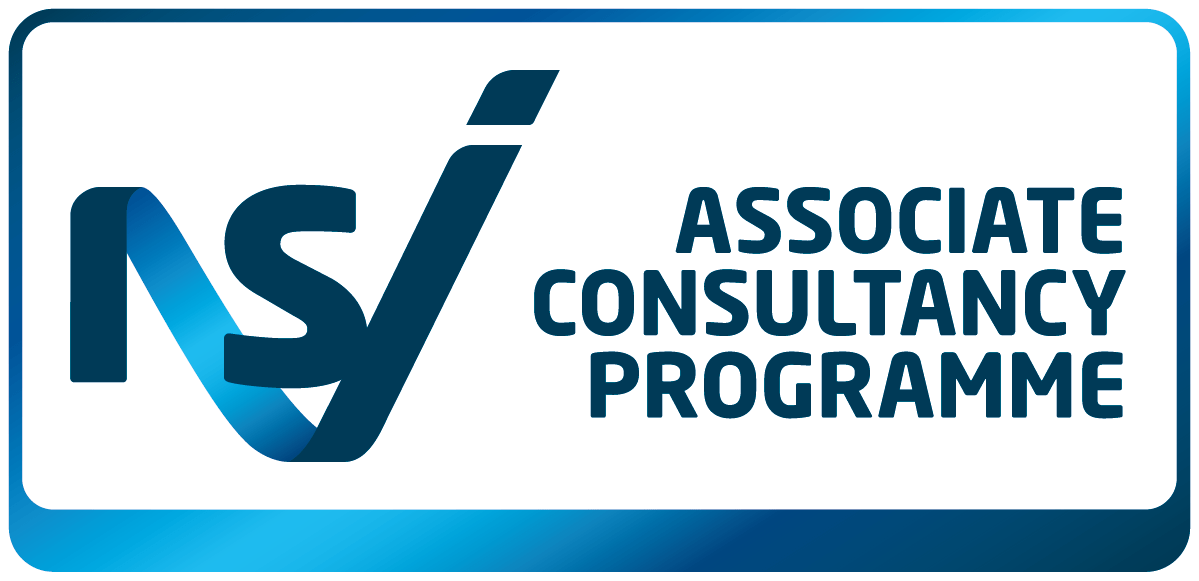 nsi
ASSOCIATE
CONSULTANCY
PROGRAMME